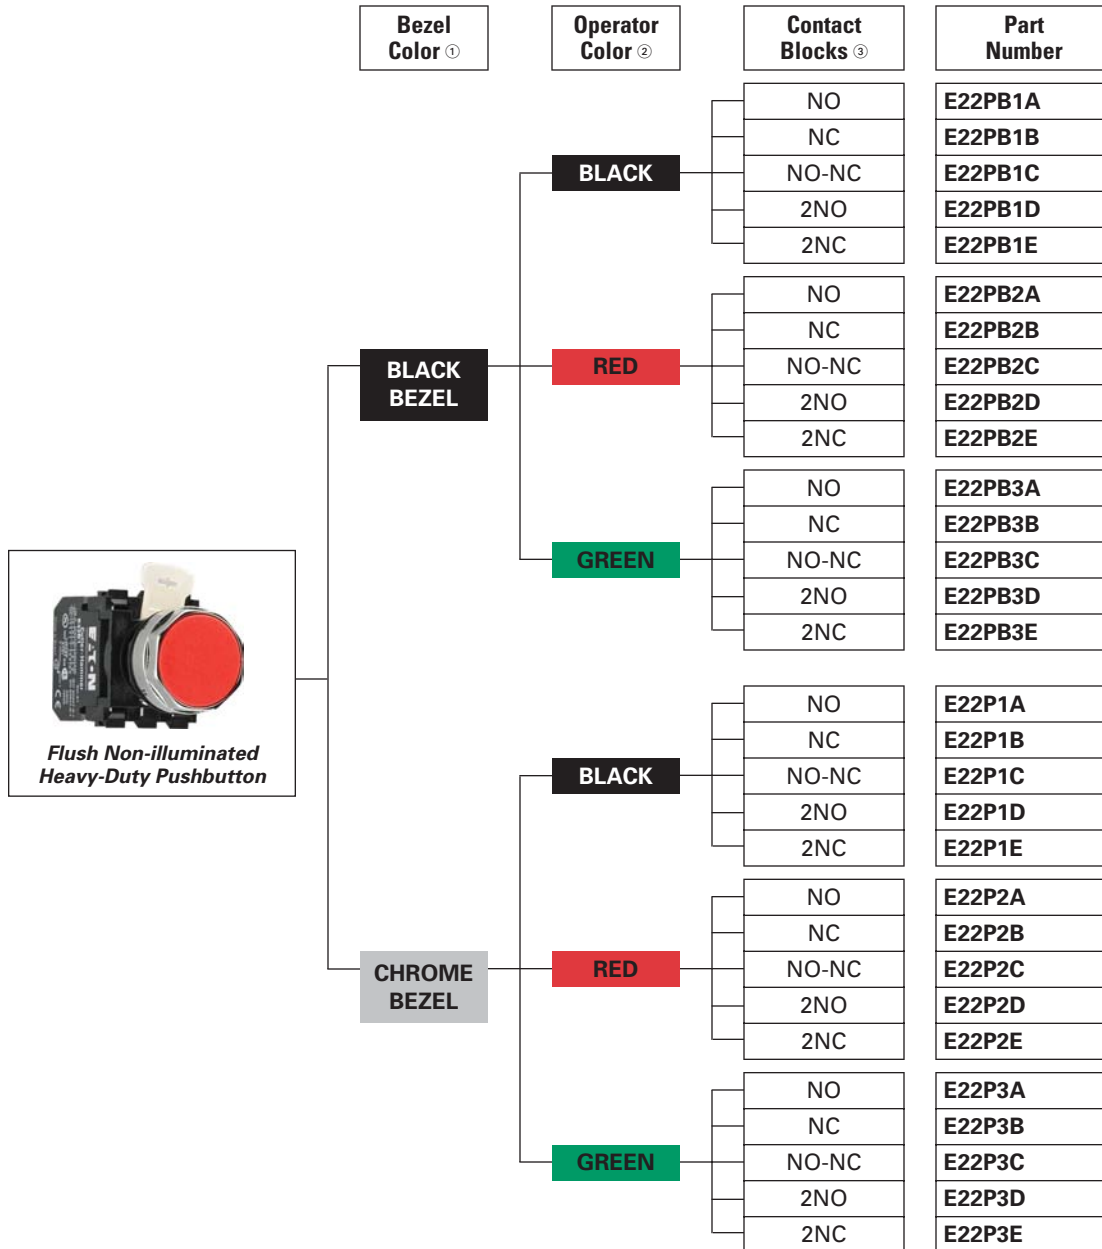 Bezel
Color ①
Operator
Color ②
Contact
Blocks ③
Part
Number
NO E22PB1A
NC E22PB1B
BLACK NO-NC E22PB1C
2NO E22PB1D
2NC E22PB1E
NO E22PB2A
NC E22PB2B
BLACK
BEZEL
RED NO-NC E22PB2C
2NO E22PB2D
2NC E22PB2E
NO E22PB3A
NC E22PB3B
GREEN NO-NC E22PB3C
2NO E22PB3D
2NC E22PB3E
EATON
Flush Non-illuminated
Heavy-Duty Pushbutton
NO E22P1A
NC E22P1B
BLACK NO-NC E22P1C
2NO E22P1D
2NC E22P1E
NO E22P2A
NC E22P2B
CHROME
BEZEL
RED NO-NC E22P2C
2NO E22P2D
2NC E22P2E
NO E22P3A
NC E22P3B
GREEN NO-NC E22P3C
2NO E22P3D
2NC E22P3E